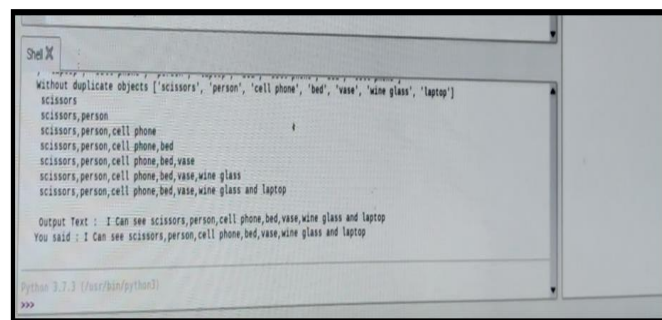 Shell X
Without duplicate objects ['scissors', 'person', 'cell phone', 'bed', 'vase', 'wine glass', 'laptop']
scissors
scissors,person
scissors,person,cell phone
scissors,person,cell phone,bed
scissors,person,cell phone,bed,vase
scissors,person,cell phone,bed,vase,wine glass
scissors,person,cell phone,bed,vase,wine glass and laptop
Output Text : I Can see scissors,person,cell phone,bed,vase,wine glass and laptop
You said : I Can see scissors,person,cell phone,bed,vase,wine glass and laptop
Python 3.7.3 (/usr/bin/python3)
>>>